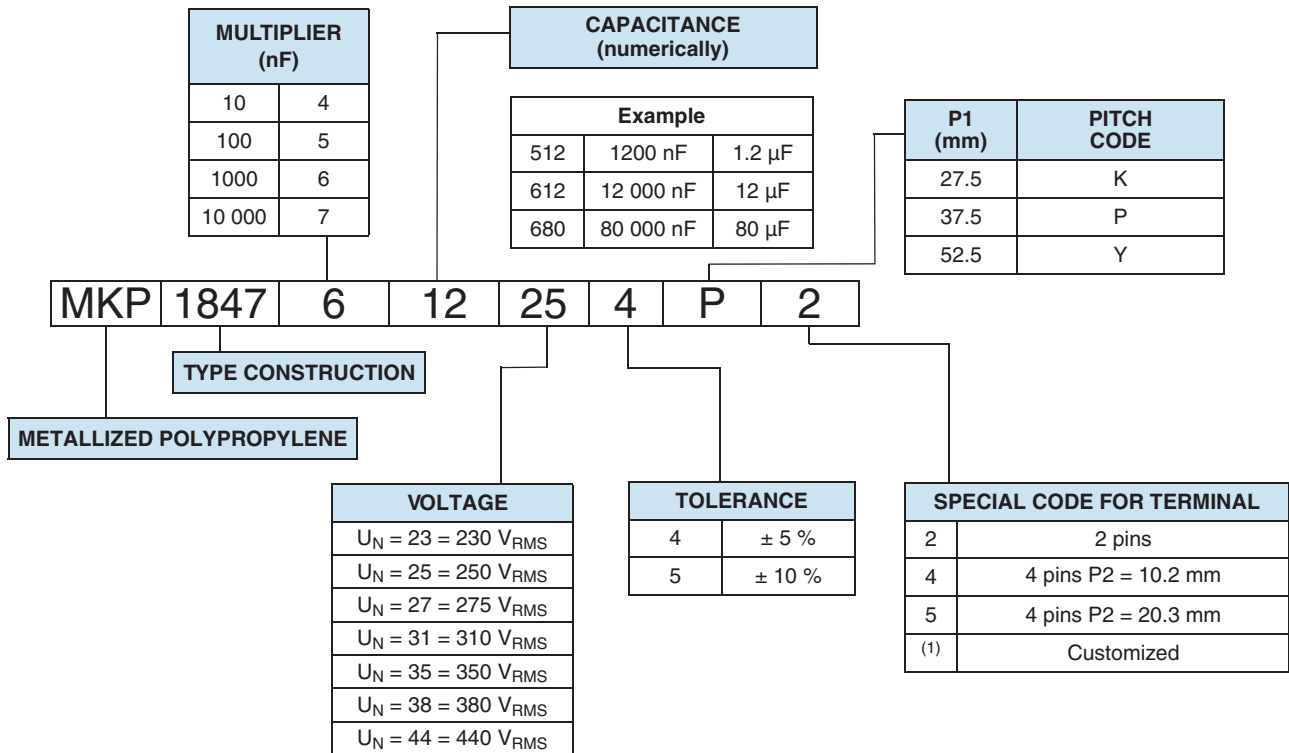 MULTIPLIER
(nF)
10 4
100 5
1000 6
10 000 7
CAPACITANCE
(numerically)
Example
512 1200 nF 1.2 µF
612 12 000 nF 12 µF
680 80 000 nF 80 µF
P1
(mm)
PITCH
CODE
27.5 K
37.5 P
52.5 Y
MKP 1847 6 12 25 4 P 2
TYPE CONSTRUCTION
METALLIZED POLYPROPYLENE
VOLTAGE
UN = 23 = 230 VRMS
UN = 25 = 250 VRMS
UN = 27 = 275 VRMS
UN = 31 = 310 VRMS
UN = 35 = 350 VRMS
UN = 38 = 380 VRMS
UN = 44 = 440 VRMS
TOLERANCE
4 ± 5 %
5 ± 10 %
SPECIAL CODE FOR TERMINAL
2 2 pins
4 4 pins P2 = 10.2 mm
5 4 pins P2 = 20.3 mm
(1) Customized